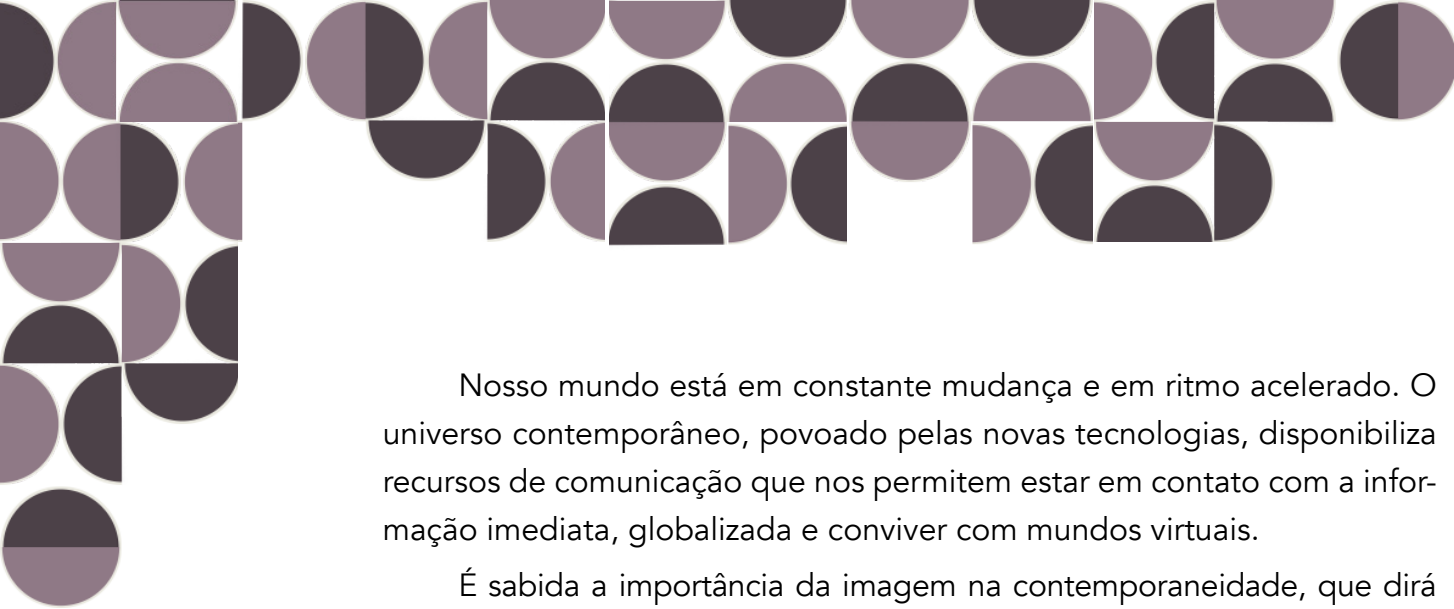 Nosso mundo está em constante mudança e em ritmo acelerado. O
universo contemporâneo, povoado pelas novas tecnologias, disponibiliza
recursos de comunicação que nos permitem estar em contato com a infor-
mação imediata, globalizada e conviver com mundos virtuais.
É sabida a importância da imagem na contemporaneidade, que dirá